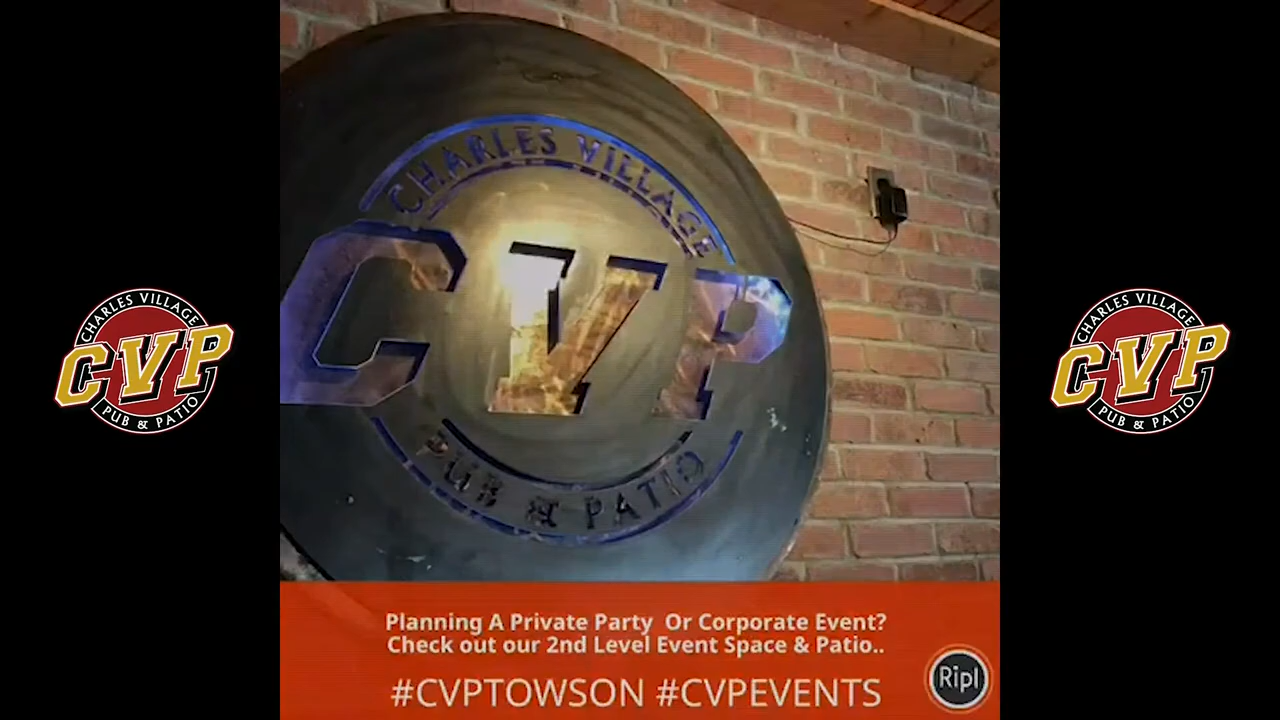 CHARLES VILLAGE
CVP
PUB & PATIO
CHARLES VILLAGE
CVP
PUB & PATIO
CHARLES VILLAGE
CVP
PUB & PATIO
Planning A Private Party Or Corporate Event?
Check out our 2nd Level Event Space & Patio..
#CVPTOWSON #CVPEVENTS
Ripl